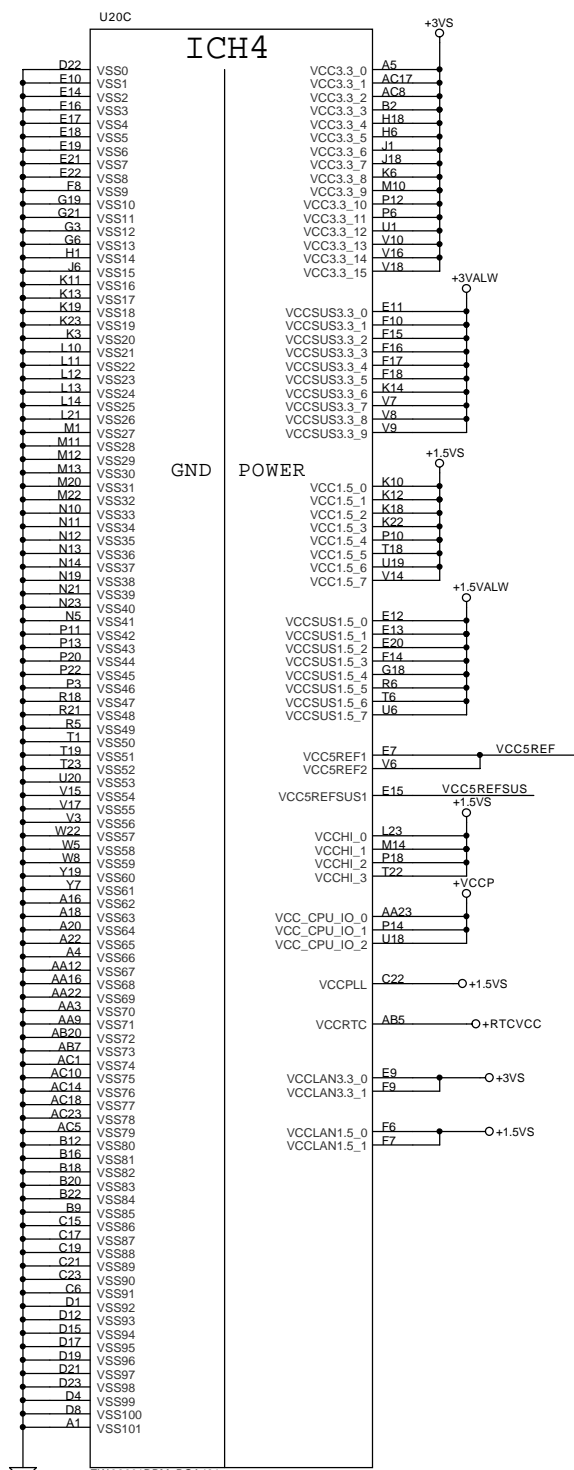 U20C
ICH4
D22 VSS0
E10 VSS1
E14 VSS2
E16 VSS3
E17 VSS4
E18 VSS5
E19 VSS6
E21 VSS7
E22 VSS8
F8 VSS9
G19 VSS10
G21 VSS11
G3 VSS12
G6 VSS13
H1 VSS14
J6 VSS15
K11 VSS16
K13 VSS17
K19 VSS18
K23 VSS19
K3 VSS20
L10 VSS21
L11 VSS22
L12 VSS23
L13 VSS24
L14 VSS25
L21 VSS26
M1 VSS27
M11 VSS28
M12 VSS29
M13 VSS30
M20 VSS31
M22 VSS32
N10 VSS33
N11 VSS34
N12 VSS35
N13 VSS36
N14 VSS37
N19 VSS38
N21 VSS39
N23 VSS40
N5 VSS41
P11 VSS42
P13 VSS43
P20 VSS44
P22 VSS45
P3 VSS46
R18 VSS47
R21 VSS48
R5 VSS49
T1 VSS50
T19 VSS51
T23 VSS52
U20 VSS53
V15 VSS54
V17 VSS55
V3 VSS56
W22 VSS57
W5 VSS58
W8 VSS59
Y19 VSS60
Y7 VSS61
A16 VSS62
A18 VSS63
A20 VSS64
A22 VSS65
A4 VSS66
AA12 VSS67
AA16 VSS68
AA22 VSS69
AA3 VSS70
AA9 VSS71
AB20 VSS72
AB7 VSS73
AC1 VSS74
AC10 VSS75
AC14 VSS76
AC18 VSS77
AC23 VSS78
AC5 VSS79
B12 VSS80
B16 VSS81
B18 VSS82
B20 VSS83
B22 VSS84
B9 VSS85
C15 VSS86
C17 VSS87
C19 VSS88
C21 VSS89
C23 VSS90
C6 VSS91
D1 VSS92
D12 VSS93
D15 VSS94
D17 VSS95
D19 VSS96
D21 VSS97
D23 VSS98
D4 VSS99
D8 VSS100
A1 VSS101
GND POWER
+3VS
VCC3.3_0 A5
VCC3.3_1 AC17
VCC3.3_2 AC8
VCC3.3_3 B2
VCC3.3_4 H18
VCC3.3_5 H6
VCC3.3_6 J1
VCC3.3_7 J18
VCC3.3_8 K6
VCC3.3_9 M10
VCC3.3_10 P12
VCC3.3_11 P6
VCC3.3_12 U1
VCC3.3_13 V10
VCC3.3_14 V16
VCC3.3_15 V18
+3VALW
VCCSUS3.3_0 E11
VCCSUS3.3_1 F10
VCCSUS3.3_2 F15
VCCSUS3.3_3 F16
VCCSUS3.3_4 F17
VCCSUS3.3_5 F18
VCCSUS3.3_6 K14
VCCSUS3.3_7 V7
VCCSUS3.3_8 V8
VCCSUS3.3_9 V9
+1.5VS
VCC1.5_0 K10
VCC1.5_1 K12
VCC1.5_2 K18
VCC1.5_3 K22
VCC1.5_4 P10
VCC1.5_5 T18
VCC1.5_6 U19
VCC1.5_7 V14
+1.5VALW
VCCSUS1.5_0 E12
VCCSUS1.5_1 E13
VCCSUS1.5_2 E20
VCCSUS1.5_3 F14
VCCSUS1.5_4 G18
VCCSUS1.5_5 R6
VCCSUS1.5_6 T6
VCCSUS1.5_7 U6
VCC5REF1 E7 VCC5REF
VCC5REF2 V6
VCC5REFSUS1 E15 VCC5REFSUS
+1.5VS
VCCHI_0 L23
VCCHI_1 M14
VCCHI_2 P18
VCCHI_3 T22
+VCCP
VCC_CPU_IO_0 AA23
VCC_CPU_IO_1 P14
VCC_CPU_IO_2 U18
VCCPLL C22 +1.5VS
VCCRTC AB5 +RTCVCC
VCCLAN3.3_0 E9 +3VS
VCCLAN3.3_1 F9
VCCLAN1.5_0 F6 +1.5VS
VCCLAN1.5_1 F7